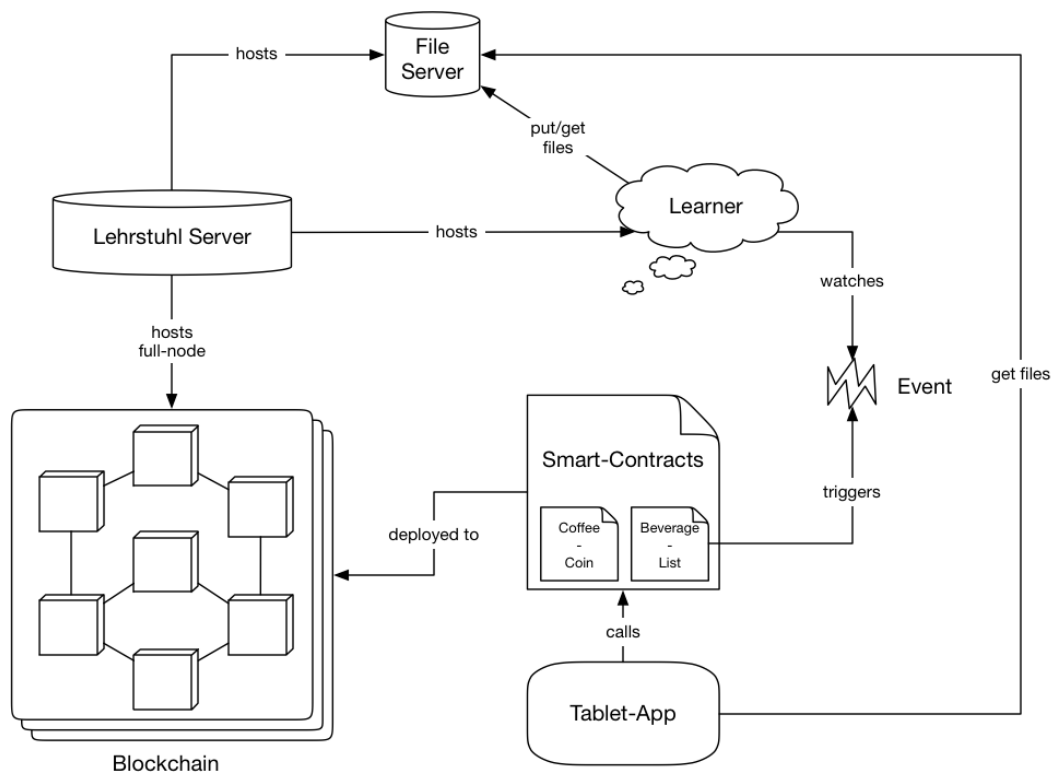 File
Server
hosts
put/get
files
Learner
Lehrstuhl Server
hosts
watches
hosts
full-node
get files
Event
Smart-Contracts
triggers
Coffee
-
Coin
Beverage
-
List
deployed to
calls
Tablet-App
Blockchain